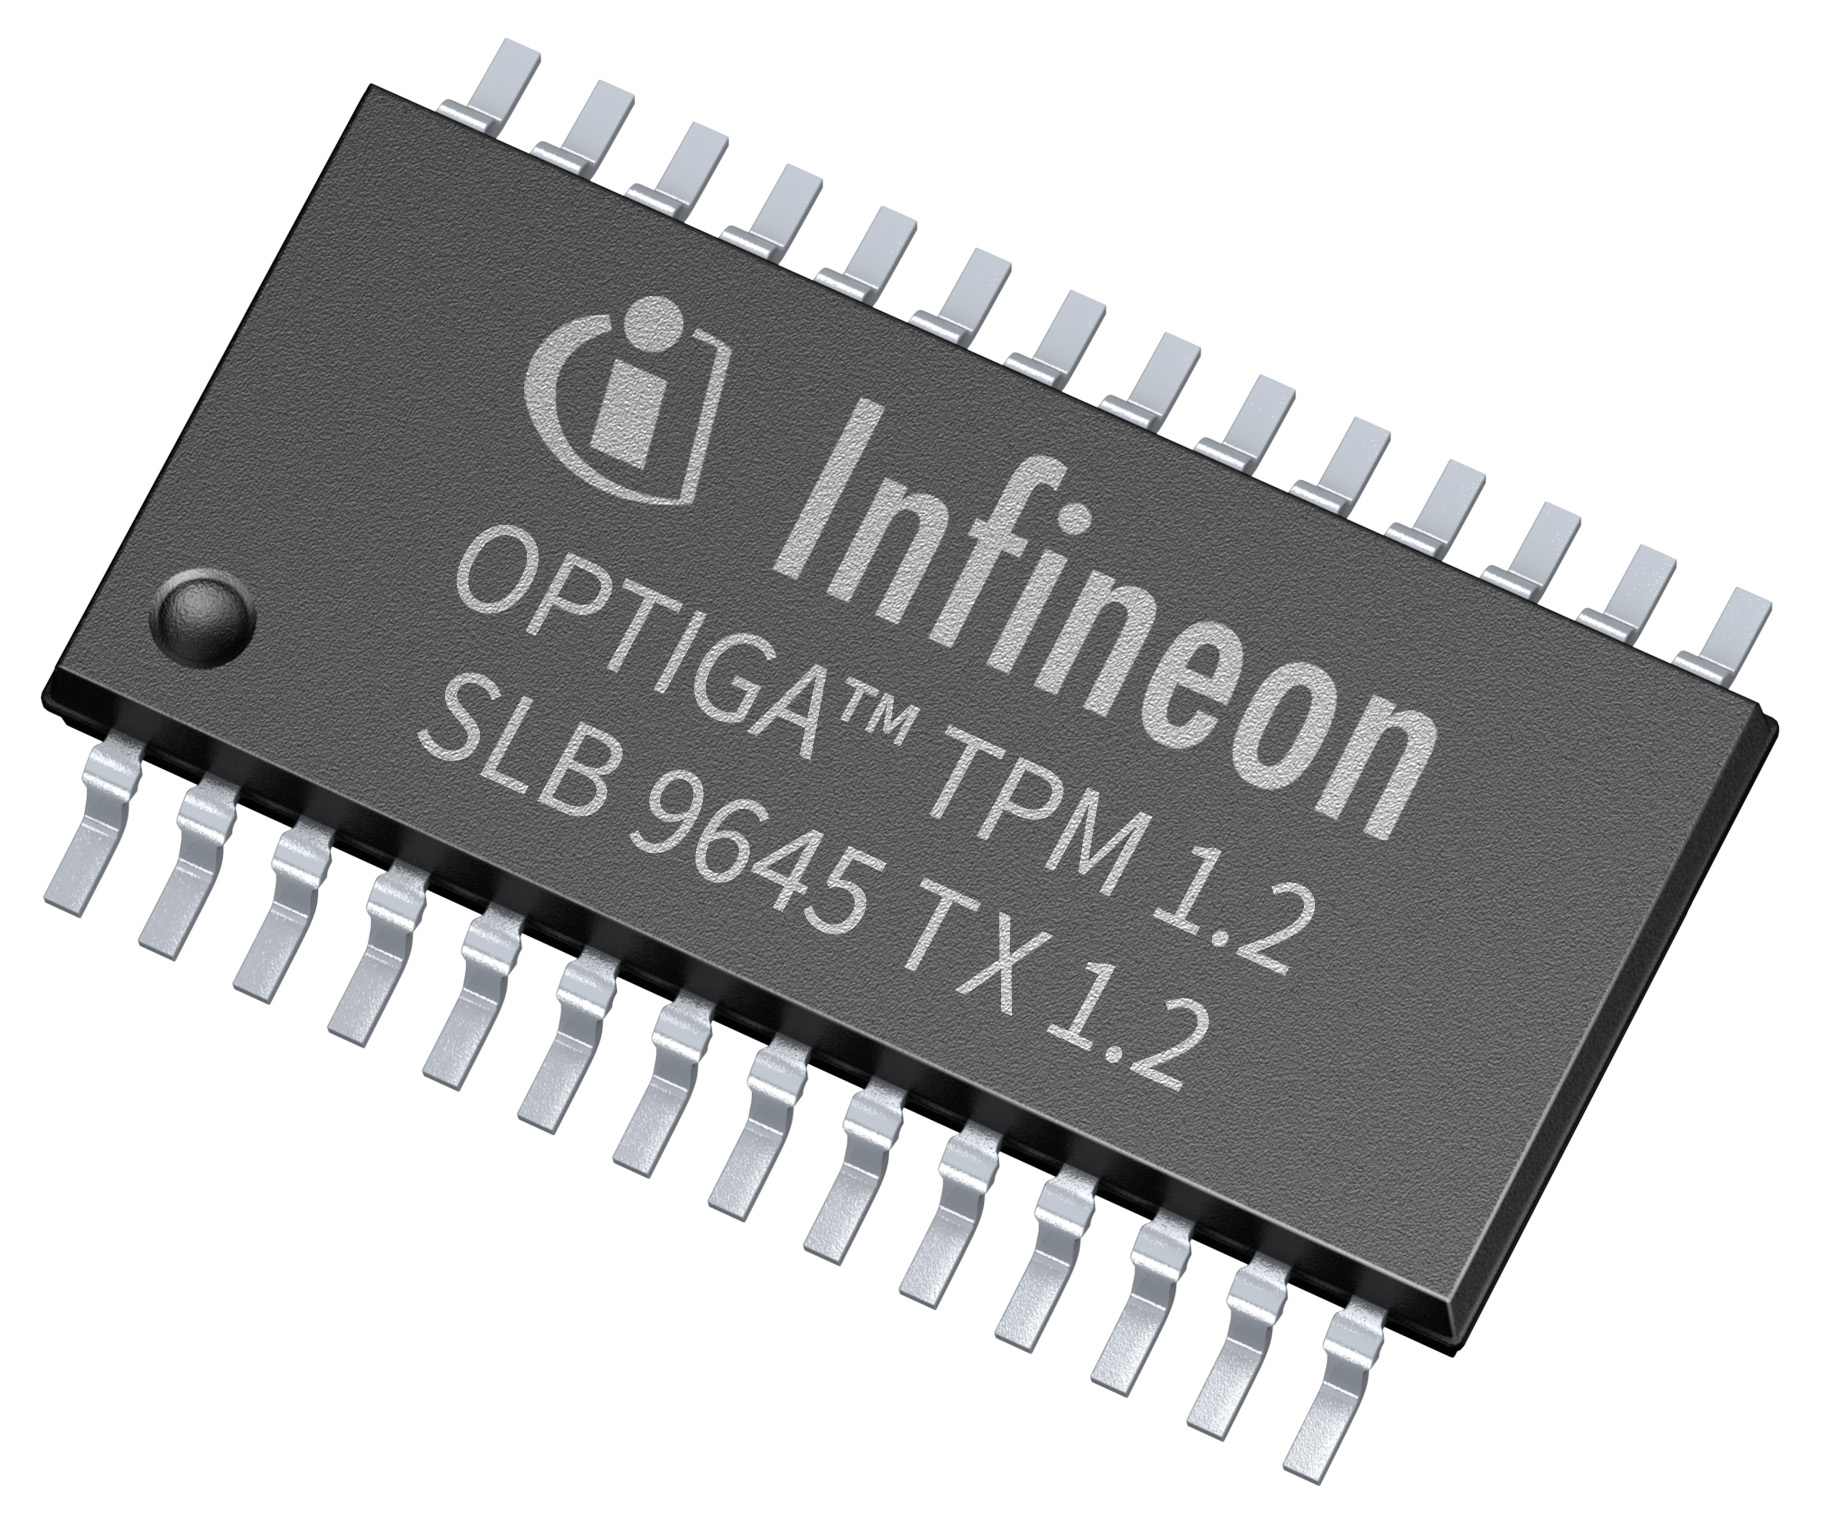 Infineon
OPTIGA™ TPM 1.2
SLB 9645 TX 1.2